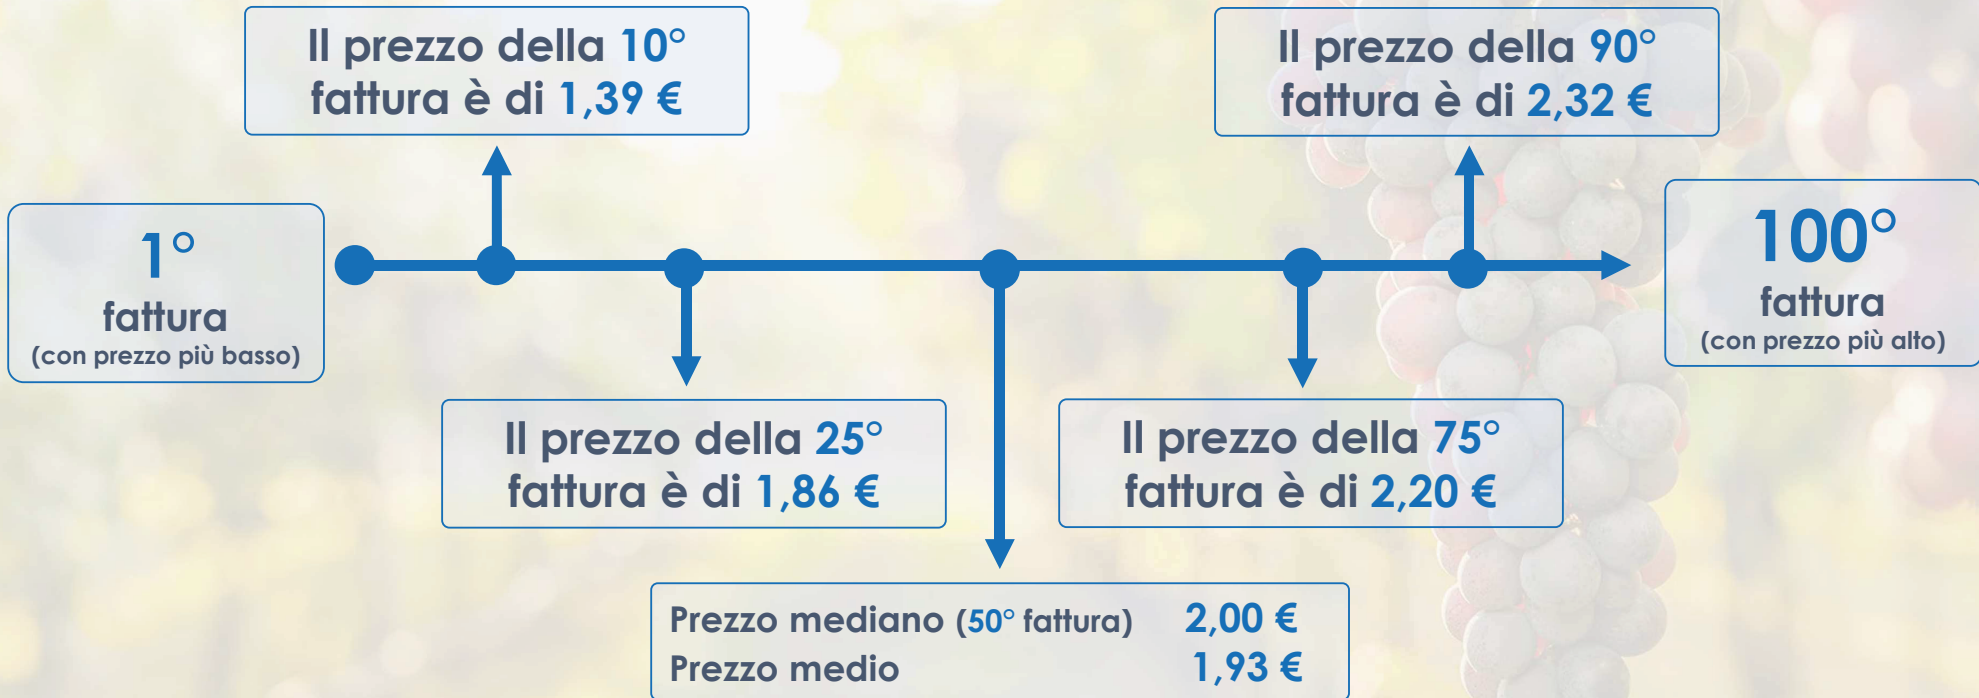 Il prezzo della 10°
fattura è di 1,39 €
Il prezzo della 90°
fattura è di 2,32 €
1°
fattura
(con prezzo più basso)
100°
fattura
(con prezzo più alto)
Il prezzo della 25°
fattura è di 1,86 €
Il prezzo della 75°
fattura è di 2,20 €
Prezzo mediano (50° fattura) 2,00 €
Prezzo medio 1,93 €